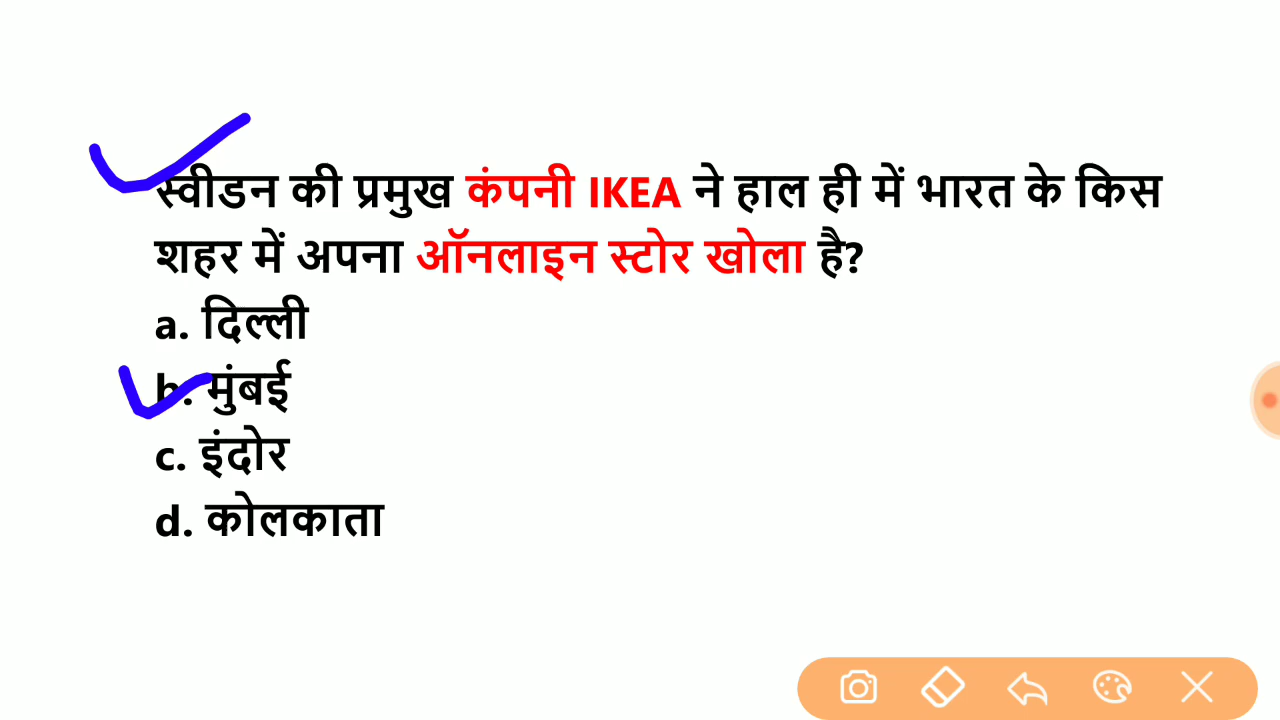 स्वीडन की प्रमुख कंपनी IKEA ने हाल ही में भारत के किस
शहर में अपना ऑनलाइन स्टोर खोला है?
a. दिल्ली
b. मुंबई
c. इंदोर
d. कोलकाता